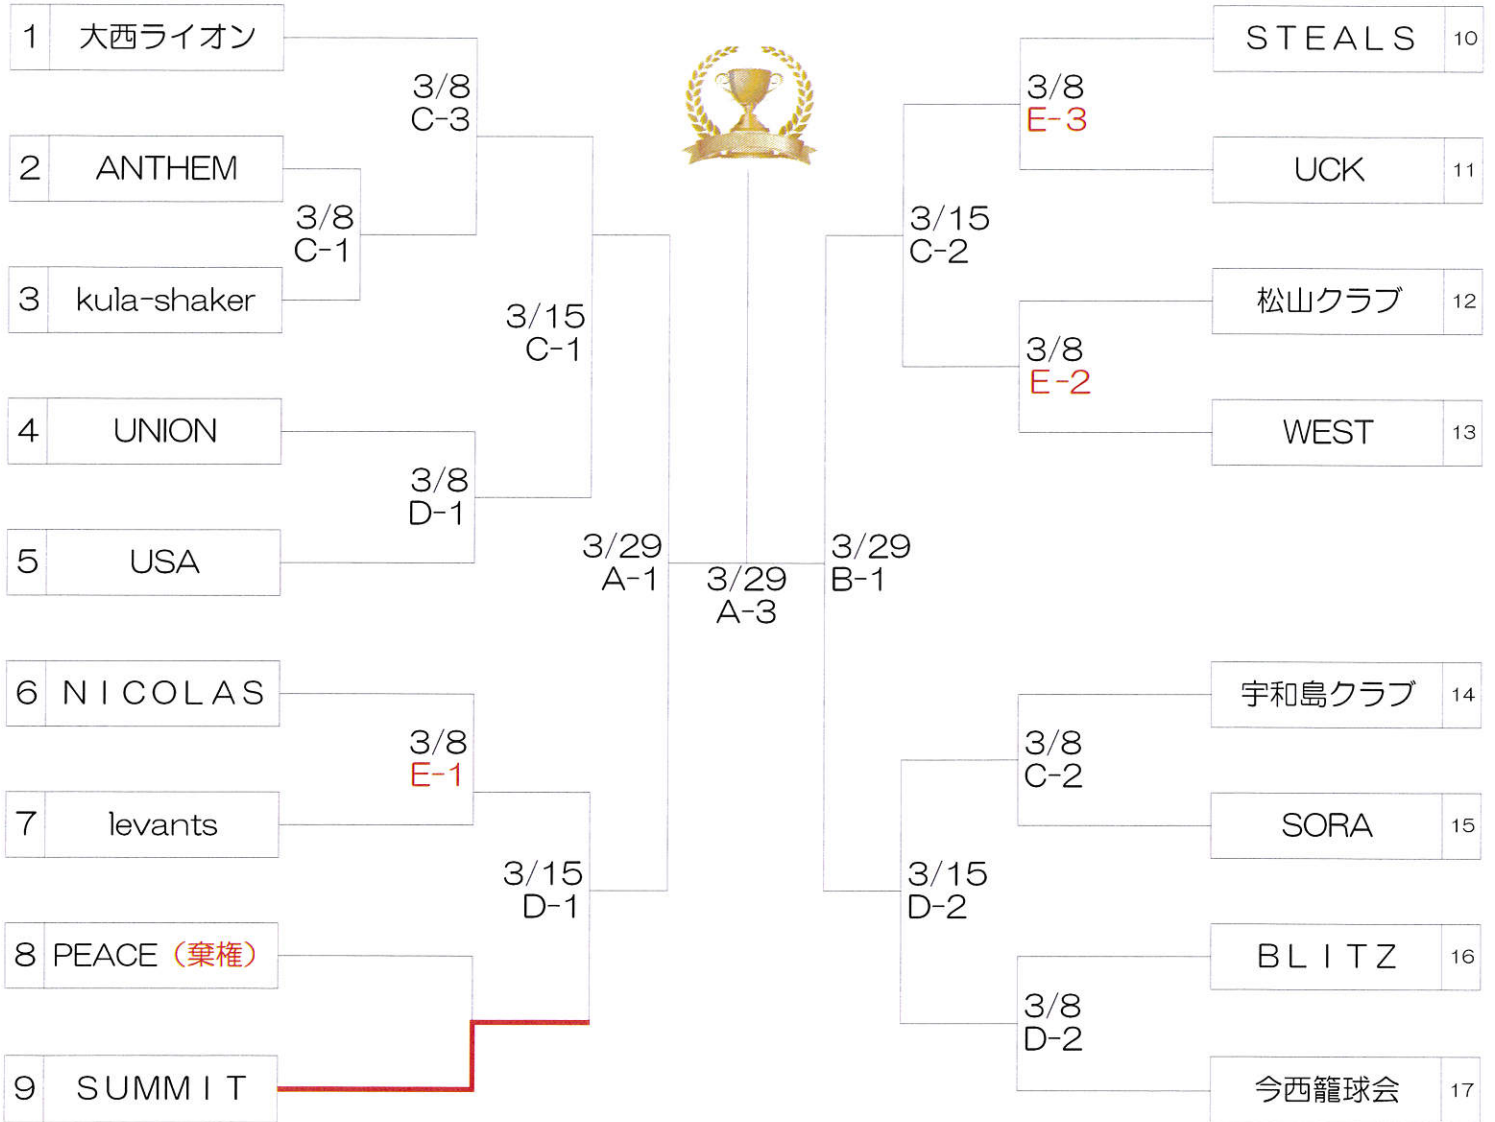 1 大西ライオン
2 ANTHEM
3 kula-shaker
4 UNION
5 USA
6 ＮＩＣＯＬＡＳ
7 levants
8 PEACE（棄権）
9 ＳＵＭＭＩＴ
3/8
C-3
3/8
C-1
3/15
C-1
3/8
D-1
3/29
A-1
3/8
E-1
3/15
D-1
3/29
A-3
3/29
B-1
3/8
E-3
3/15
C-2
3/8
E-2
3/8
C-2
3/15
D-2
3/8
D-2
ＳＴＥＡＬＳ 10
UCK 11
松山クラブ 12
WEST 13
宇和島クラブ 14
SORA 15
ＢＬＩＴＺ 16
今西籠球会 17